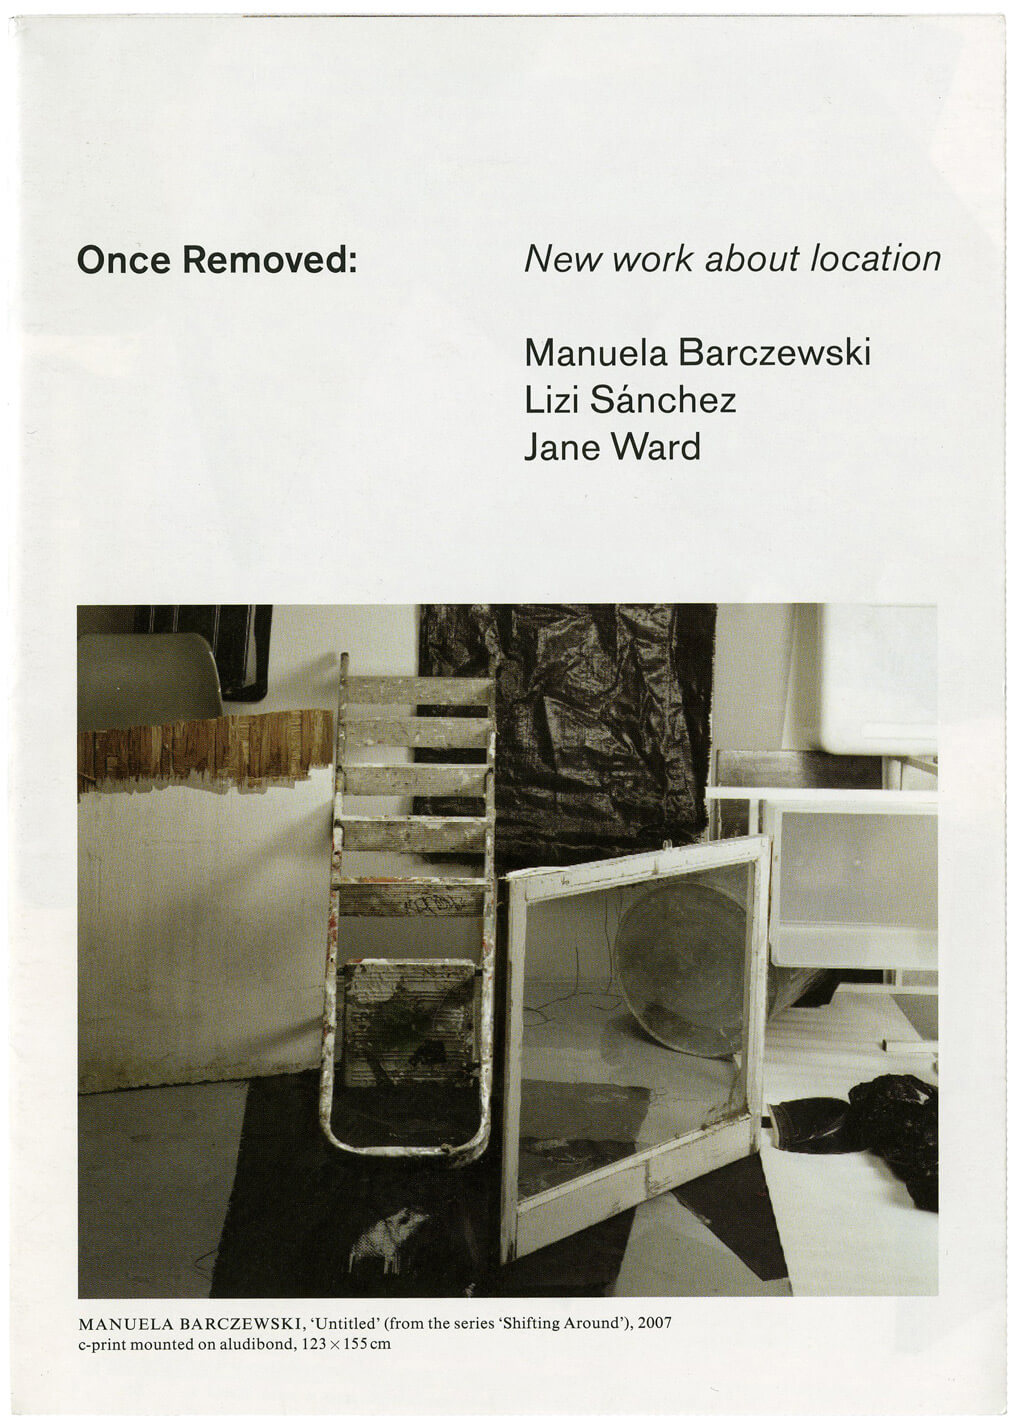 Once Removed:
New work about location
Manuela Barczewski
Lizi Sánchez
Jane Ward
MANUELA BARCZEWSKI, ‘Untitled’ (from the series ‘Shifting Around’), 2007
c-print mounted on aludibond, 123 × 155 cm